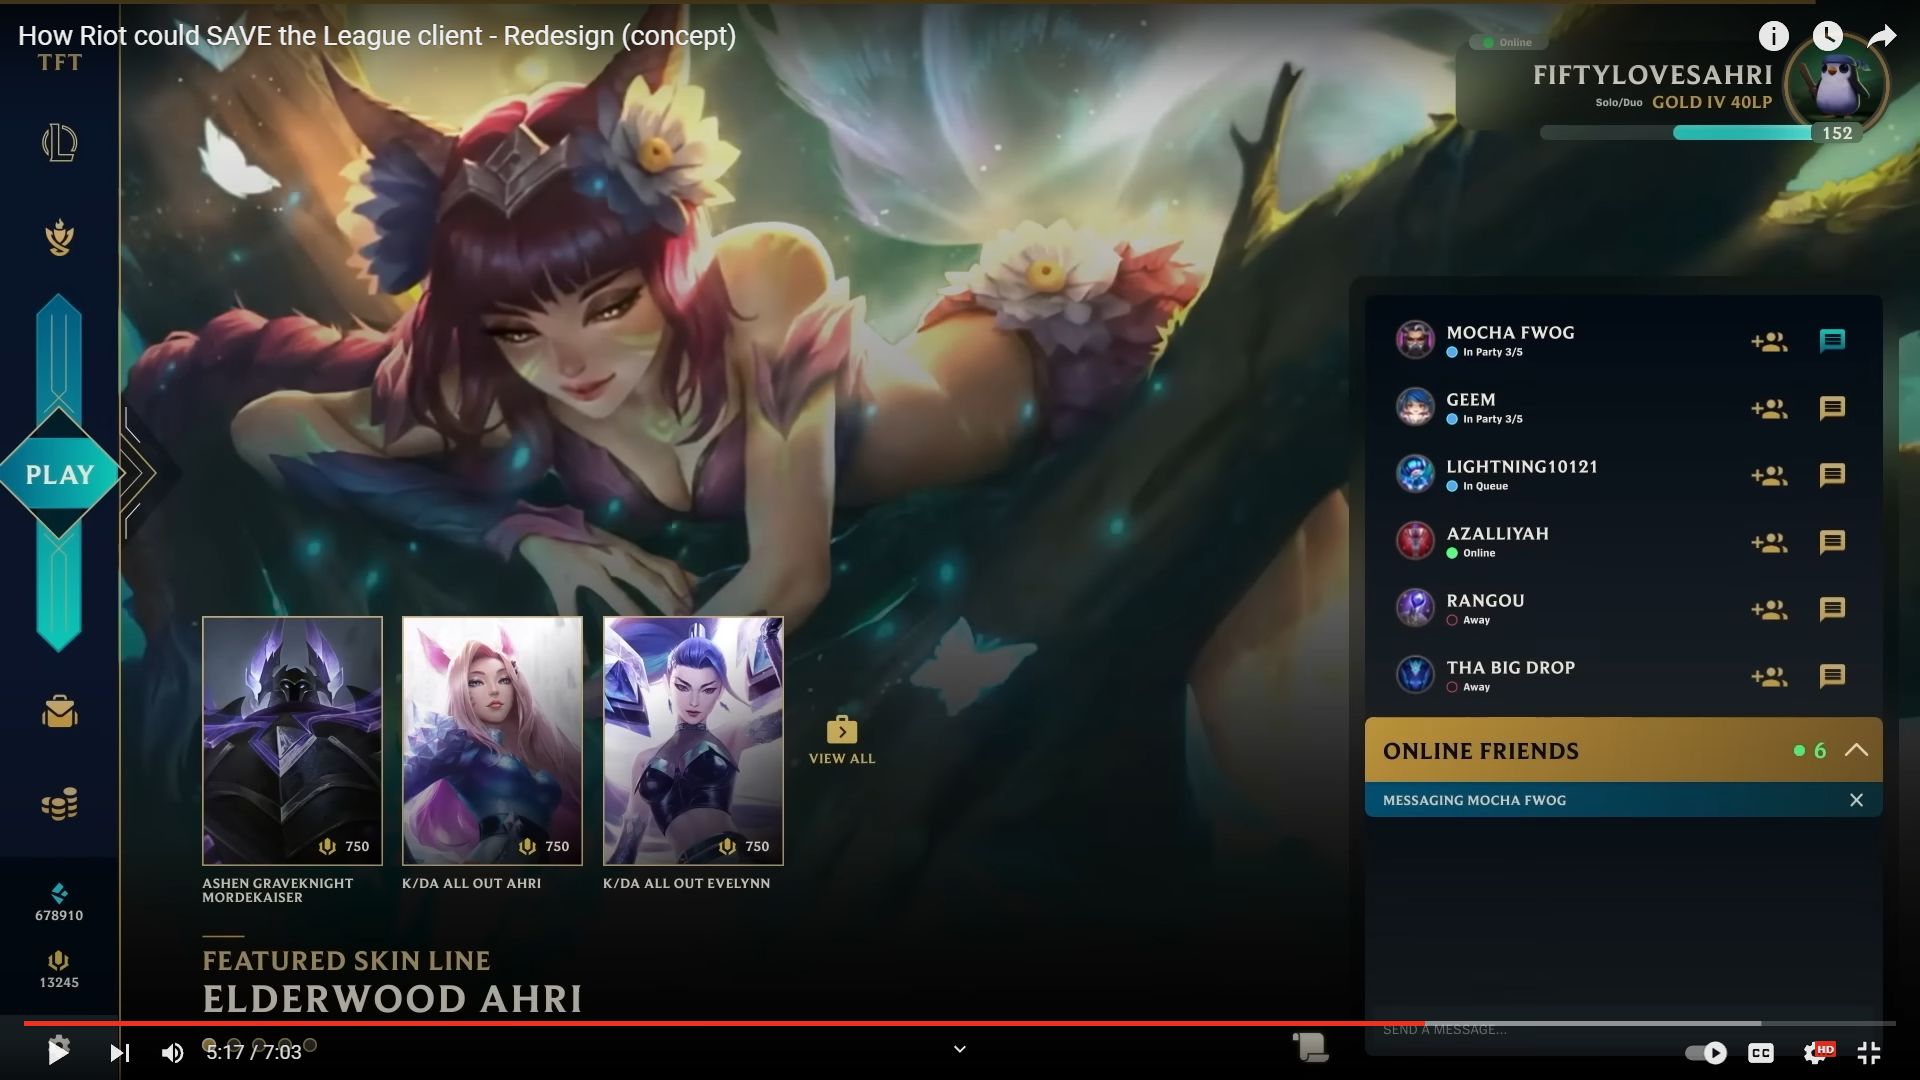 How Riot could SAVE the League client - Redesign (concept)
TFT
Online
FIFTYLOVESAHRI
Solo/Duo GOLD IV 40LP
152
PLAY
678910
13245
MOCHA FWOG
In Party 3/5
GEEM
In Party 3/5
LIGHTNING10121
In Queue
AZALLIYAH
Online
RANGOU
Away
THA BIG DROP
Away
ONLINE FRIENDS 6
MESSAGING MOCHA FWOG
SEND A MESSAGE...
750
750
750
VIEW ALL
ASHEN GRAVEKNIGHT
MORDEKAISER
K/DA ALL OUT AHRI
K/DA ALL OUT EVELYNN
FEATURED SKIN LINE
ELDERWOOD AHRI
5:17 / 7:03
CC
HD